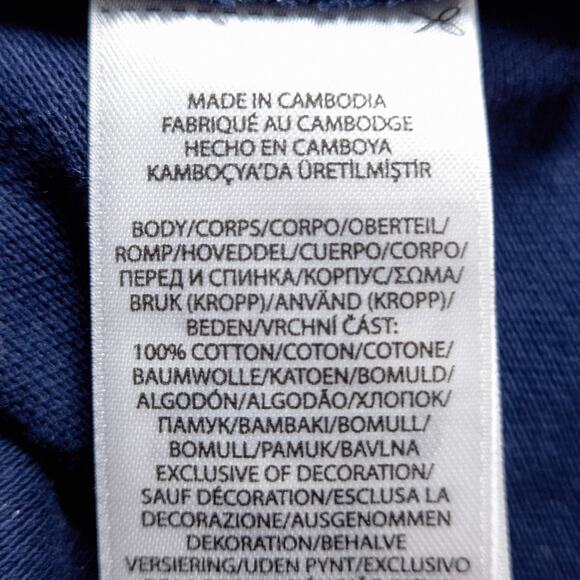 MADE IN CAMBODIA
FABRIQUÉ AU CAMBODGE
HECHO EN CAMBOYA
KAMBOÇYA'DA ÜRETİLMİŞTİR
BODY/CORPS/CORPO/OBERTEIL/
ROMP/HOVEDDEL/CUERPO/CORPO/
ПЕРЕД И СПИНКА/КОРПУС/ΣΩΜΑ/
BRUK (KROPP)/ANVÄND (KROPP)/
BEDEN/VRCHNÍ ČÁST:
100% COTTON/COTON/COTONE/
BAUMWOLLE/KATOEN/BOMULD/
ALGODÓN/ALGODÃO/ХЛОПОК/
ПАМУК/BAMBAKI/BOMULL/
BOMULL/PAMUK/BAVLNA
EXCLUSIVE OF DECORATION/
SAUF DÉCORATION/ESCLUSA LA
DECORAZIONE/AUSGENOMMEN
DEKORATION/BEHALVE
VERSIERING/UDEN PYNT/EXCLUSIVO